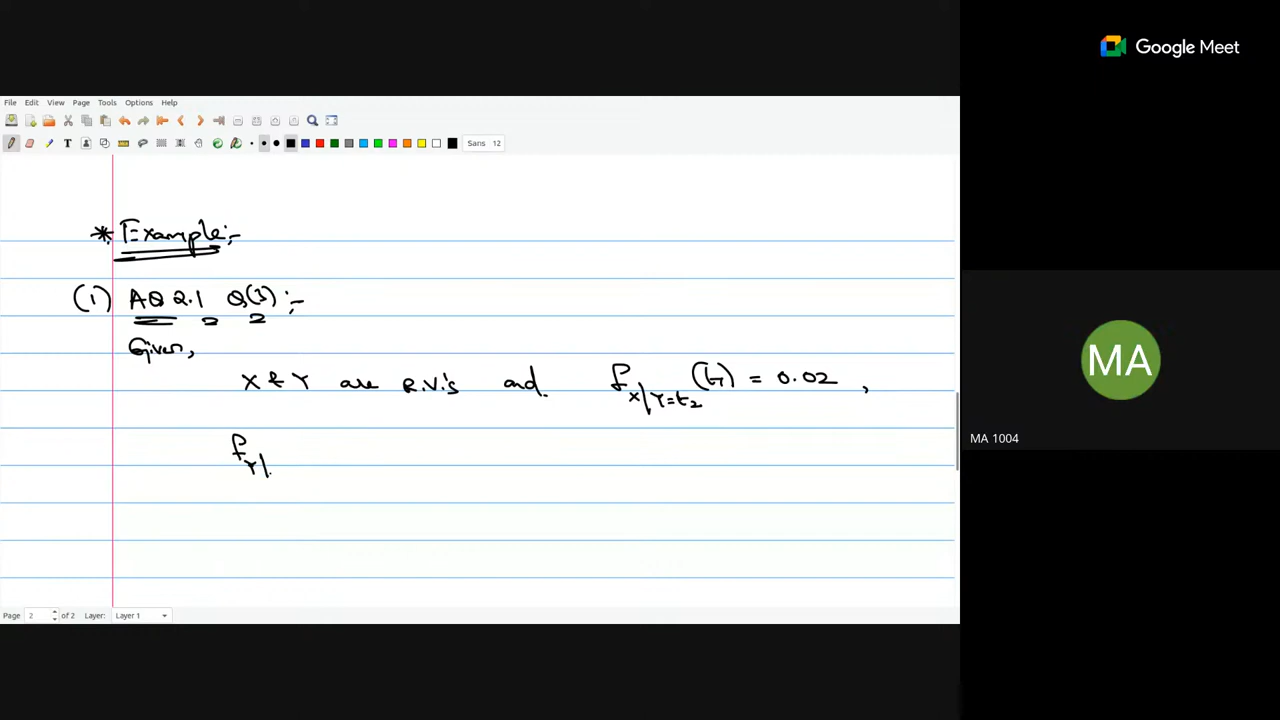 Google Meet
File Edit View Page Tools Options Help
Sans 12
* Example:-
(1) AQ 2.1 Q(3) :-
Given,
X & Y are R.V.'s and f_{X|Y=t₂}(t₁) = 0.02 ,
f_{Y|
MA
MA 1004
Page 2 of 2 Layer: Layer 1